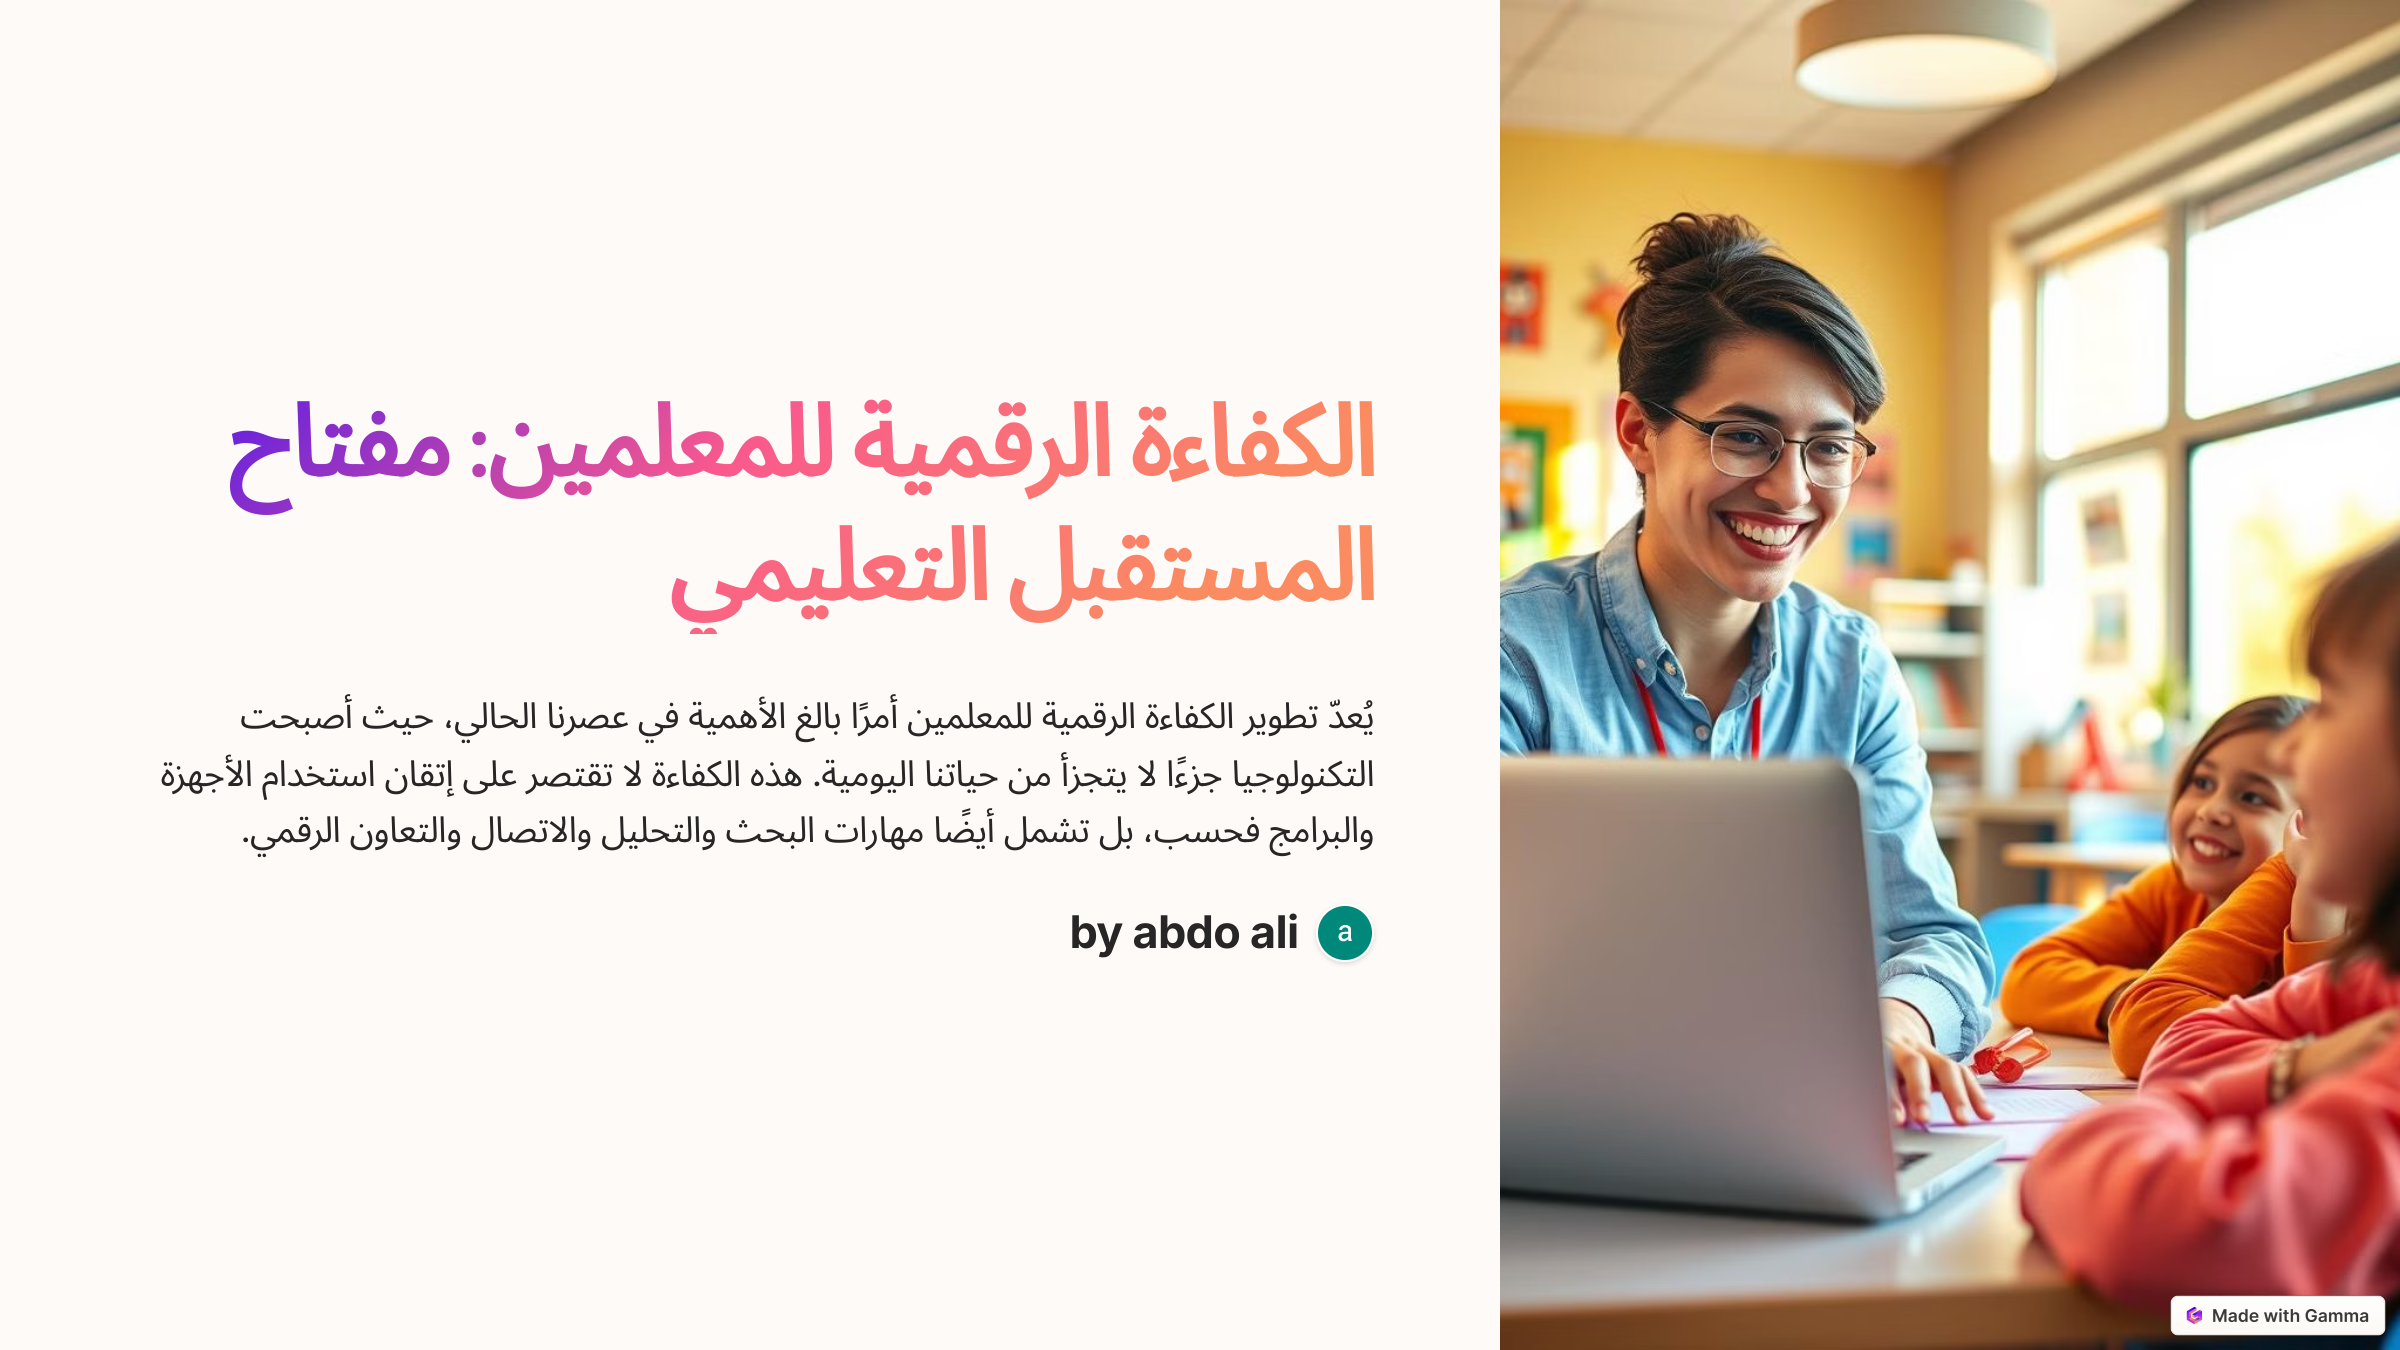 الكفاءة الرقمية للمعلمين: مفتاح
المستقبل التعليمي
يُعدّ تطوير الكفاءة الرقمية للمعلمين أمرًا بالغ الأهمية في عصرنا الحالي، حيث أصبحت
التكنولوجيا جزءًا لا يتجزأ من حياتنا اليومية. هذه الكفاءة لا تقتصر على إتقان استخدام الأجهزة
والبرامج فحسب، بل تشمل أيضًا مهارات البحث والتحليل والاتصال والتعاون الرقمي.
a by abdo ali
Made with Gamma